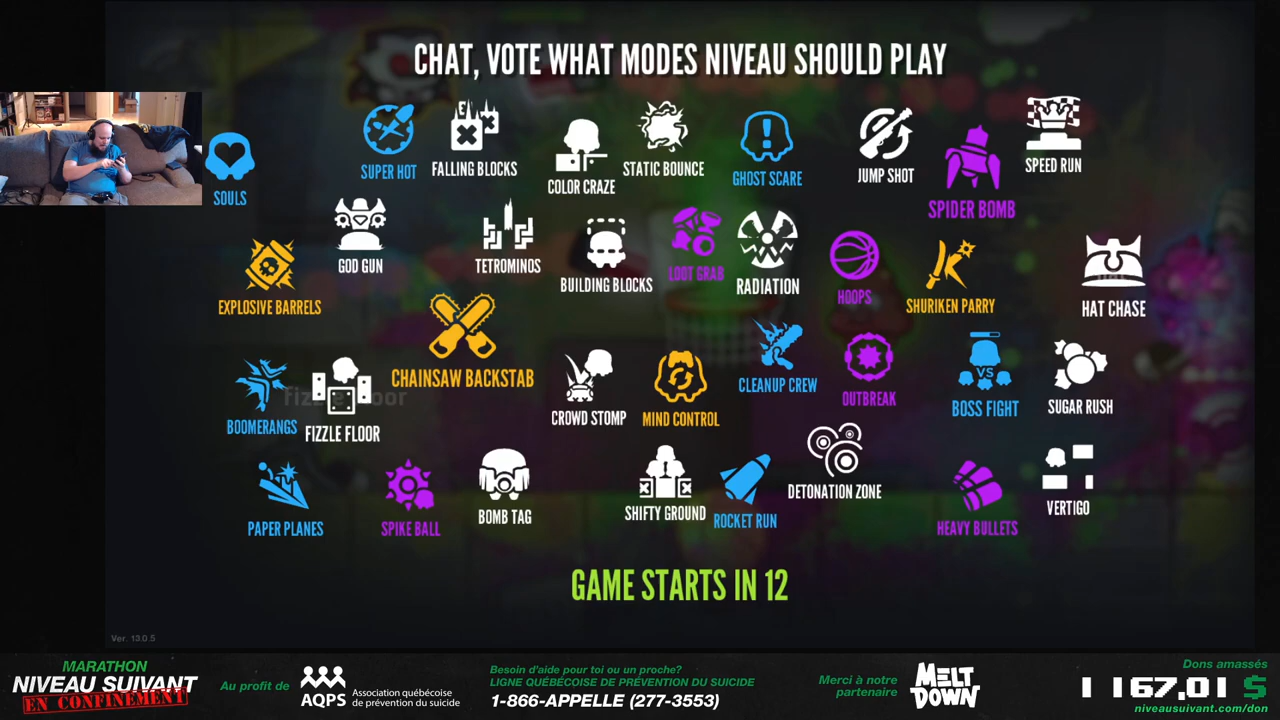 CHAT, VOTE WHAT MODES NIVEAU SHOULD PLAY
SOULS
SUPER HOT
FALLING BLOCKS
COLOR CRAZE
STATIC BOUNCE
GHOST SCARE
JUMP SHOT
SPIDER BOMB
SPEED RUN
EXPLOSIVE BARRELS
GOD GUN
TETROMINOS
BUILDING BLOCKS
LOOT GRAB
RADIATION
HOOPS
SHURIKEN PARRY
HAT CHASE
BOOMERANGS
fizzle floor
FIZZLE FLOOR
CHAINSAW BACKSTAB
CROWD STOMP
MIND CONTROL
CLEANUP CREW
OUTBREAK
VS
BOSS FIGHT
SUGAR RUSH
PAPER PLANES
SPIKE BALL
BOMB TAG
SHIFTY GROUND
ROCKET RUN
DETONATION ZONE
HEAVY BULLETS
VERTIGO
GAME STARTS IN 12
Ver. 13.0.5
MARATHON
NIVEAU SUIVANT
EN CONFINEMENT
Au profit de
AQPS
Association québécoise
de prévention du suicide
Besoin d'aide pour toi ou un proche?
LIGNE QUÉBÉCOISE DE PRÉVENTION DU SUICIDE
1-866-APPELLE (277-3553)
Merci à notre
partenaire
MELT
DOWN
Dons amassés
1 167,01 $
niveausuivant.com/don